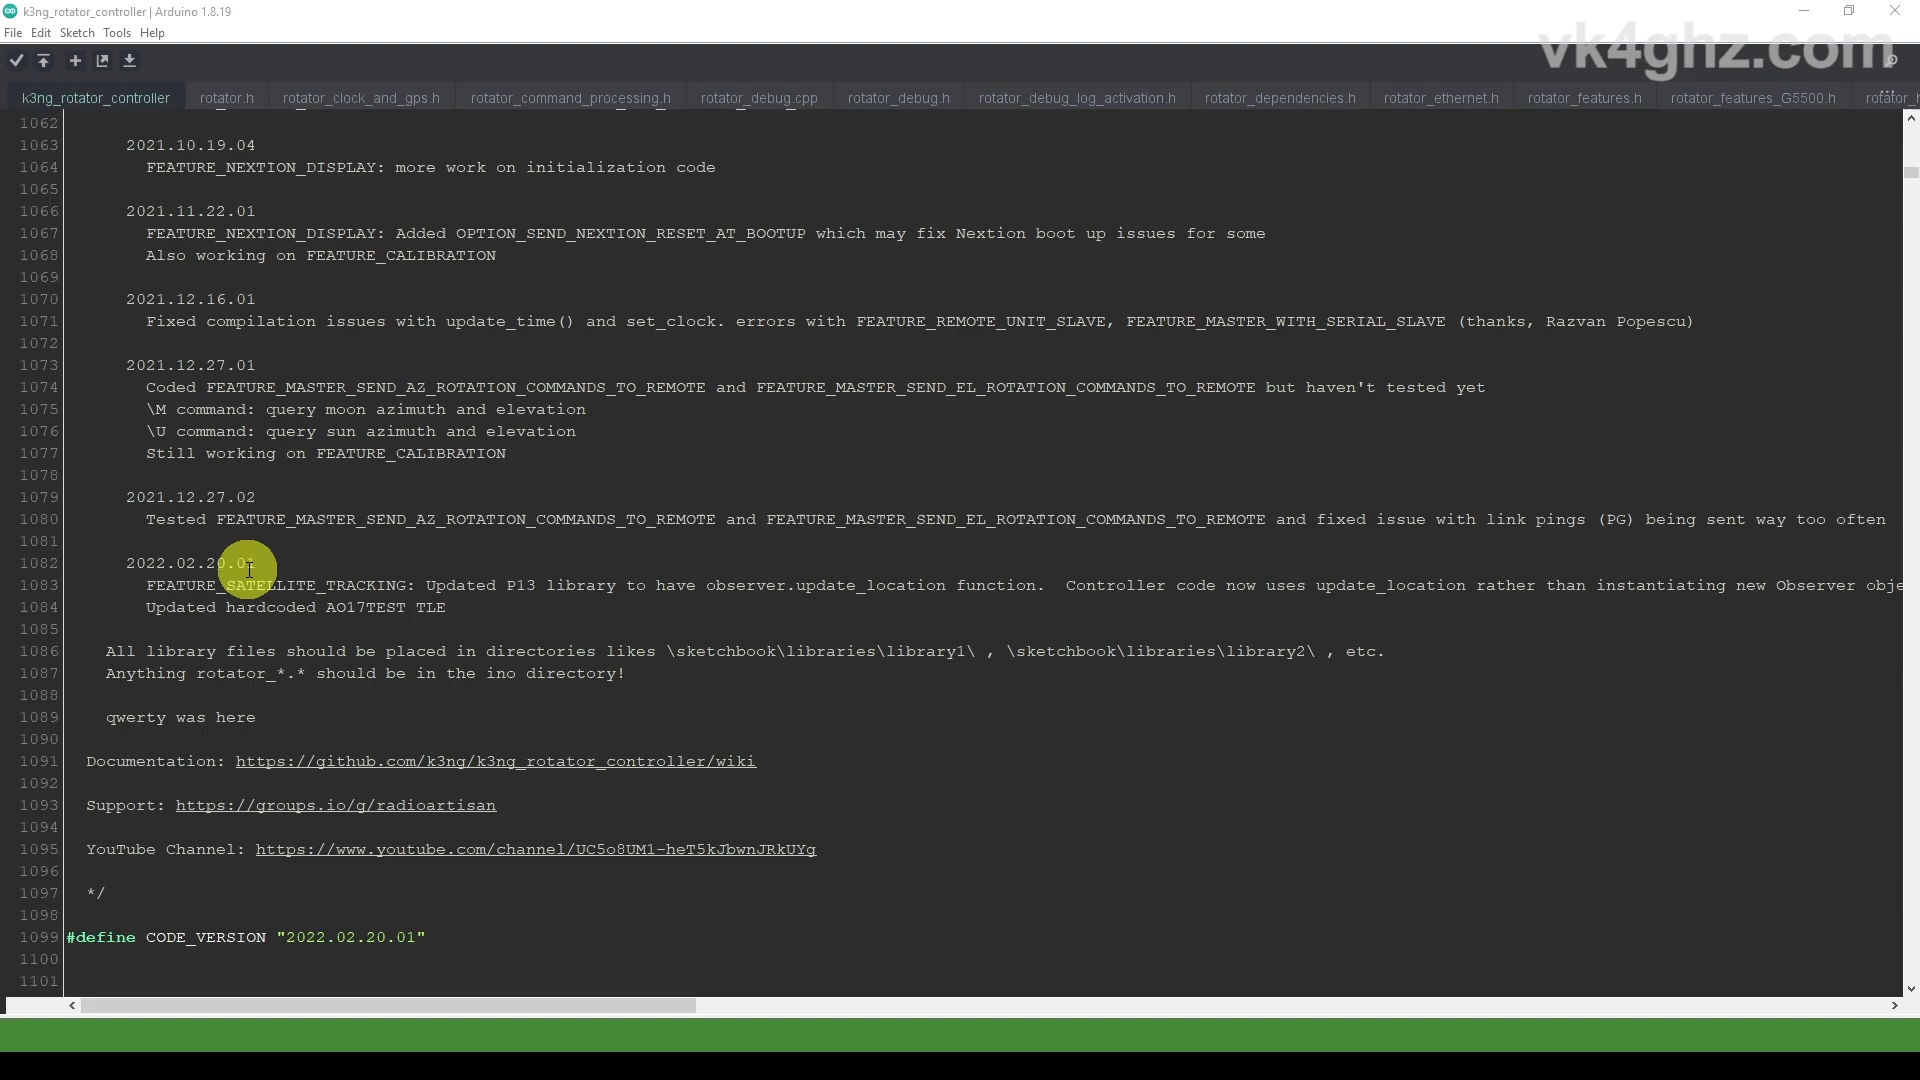 k3ng_rotator_controller | Arduino 1.8.19
File Edit Sketch Tools Help
vk4ghz.com
k3ng_rotator_controller rotator.h rotator_clock_and_gps.h rotator_command_processing.h rotator_debug.cpp rotator_debug.h rotator_debug_log_activation.h rotator_dependencies.h rotator_ethernet.h rotator_features.h rotator_features_G5500.h
1062
1063 2021.10.19.04
1064 FEATURE_NEXTION_DISPLAY: more work on initialization code
1065
1066 2021.11.22.01
1067 FEATURE_NEXTION_DISPLAY: Added OPTION_SEND_NEXTION_RESET_AT_BOOTUP which may fix Nextion boot up issues for some
1068 Also working on FEATURE_CALIBRATION
1069
1070 2021.12.16.01
1071 Fixed compilation issues with update_time() and set_clock. errors with FEATURE_REMOTE_UNIT_SLAVE, FEATURE_MASTER_WITH_SERIAL_SLAVE (thanks, Razvan Popescu)
1072
1073 2021.12.27.01
1074 Coded FEATURE_MASTER_SEND_AZ_ROTATION_COMMANDS_TO_REMOTE and FEATURE_MASTER_SEND_EL_ROTATION_COMMANDS_TO_REMOTE but haven't tested yet
1075 \M command: query moon azimuth and elevation
1076 \U command: query sun azimuth and elevation
1077 Still working on FEATURE_CALIBRATION
1078
1079 2021.12.27.02
1080 Tested FEATURE_MASTER_SEND_AZ_ROTATION_COMMANDS_TO_REMOTE and FEATURE_MASTER_SEND_EL_ROTATION_COMMANDS_TO_REMOTE and fixed issue with link pings (PG) being sent way too often
1081
1082 2022.02.20.01
1083 FEATURE_SATELLITE_TRACKING: Updated P13 library to have observer.update_location function.  Controller code now uses update_location rather than instantiating new Observer obje
1084 Updated hardcoded AO17TEST TLE
1085
1086 All library files should be placed in directories likes \sketchbook\libraries\library1\ , \sketchbook\libraries\library2\ , etc.
1087 Anything rotator_*.* should be in the ino directory!
1088
1089 qwerty was here
1090
1091 Documentation: https://github.com/k3ng/k3ng_rotator_controller/wiki
1092
1093 Support: https://groups.io/g/radioartisan
1094
1095 YouTube Channel: https://www.youtube.com/channel/UC5o8UM1-heT5kJbwnJRkUYg
1096
1097 */
1098
1099 #define CODE_VERSION "2022.02.20.01"
1100
1101